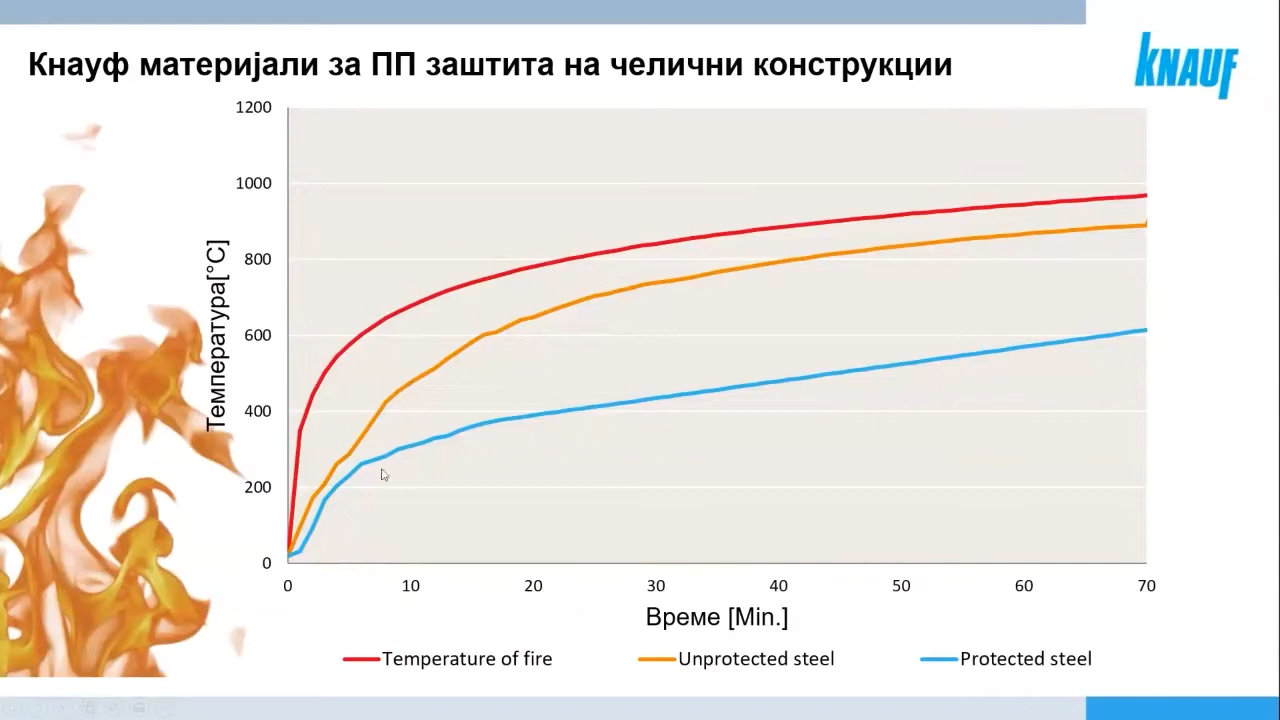 Кнауф материјали за ПП заштита на челични конструкции
KNAUF
1200
1000
800
600
400
200
0
Температура[°C]
0 10 20 30 40 50 60 70
Време [Min.]
Temperature of fire Unprotected steel Protected steel